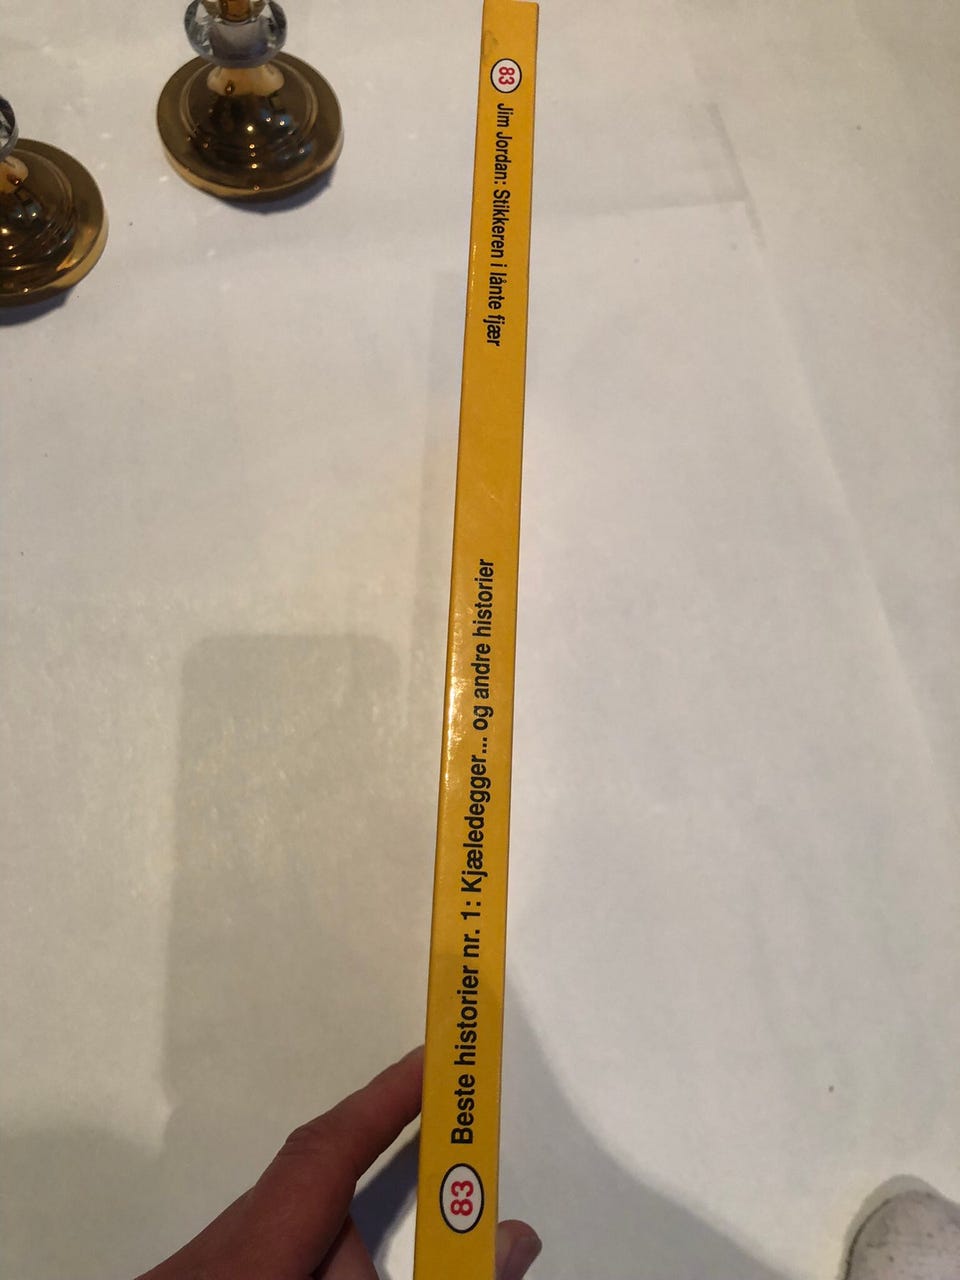 83 Jim Jordan: Stikkeren i lånte fjær
83 Beste historier nr. 1: Kjæledegger... og andre historier